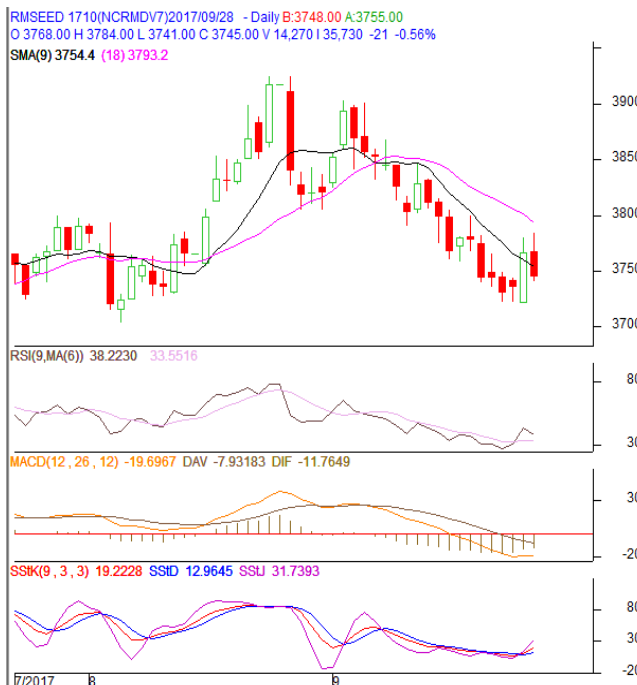 RMSEED 1710(NCRMDV7)2017/09/28 - Daily B:3748.00 A:3755.00
O 3768.00 H 3784.00 L 3741.00 C 3745.00 V 14,270 I 35,730 -21 -0.56%
SMA(9) 3754.4 (18) 3793.2
3900
3850
3800
3750
3700
RSI(9,MA(6)) 38.2230 33.5516
80
30
MACD(12 , 26 , 12) -19.6967 DAV -7.93183 DIF -11.7649
30
-20
SStK(9 , 3 , 3) 19.2228 SStD 12.9645 SStJ 31.7393
80
30
-20
7/2017 8 9